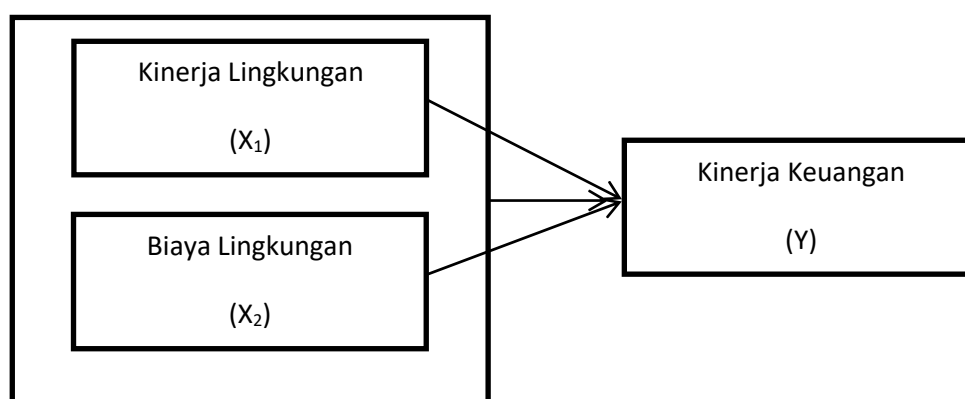 Kinerja Lingkungan
(X₁)
Kinerja Keuangan
(Y)
Biaya Lingkungan
(X₂)